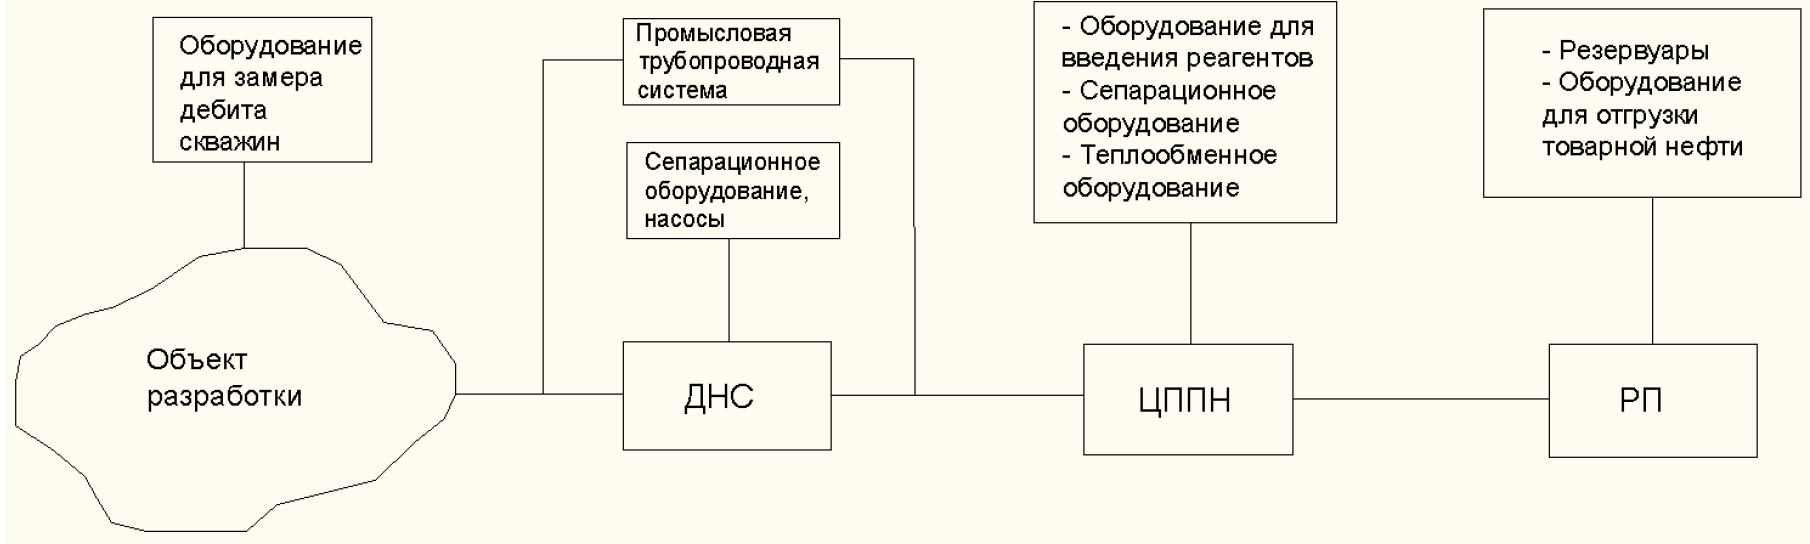 Оборудование
для замера
дебита
скважин
Промысловая
трубопроводная
система
Сепарационное
оборудование,
насосы
- Оборудование для
введения реагентов
- Сепарационное
оборудование
- Теплообменное
оборудование
- Резервуары
- Оборудование
для отгрузки
товарной нефти
Объект
разработки
ДНС
ЦППН
РП